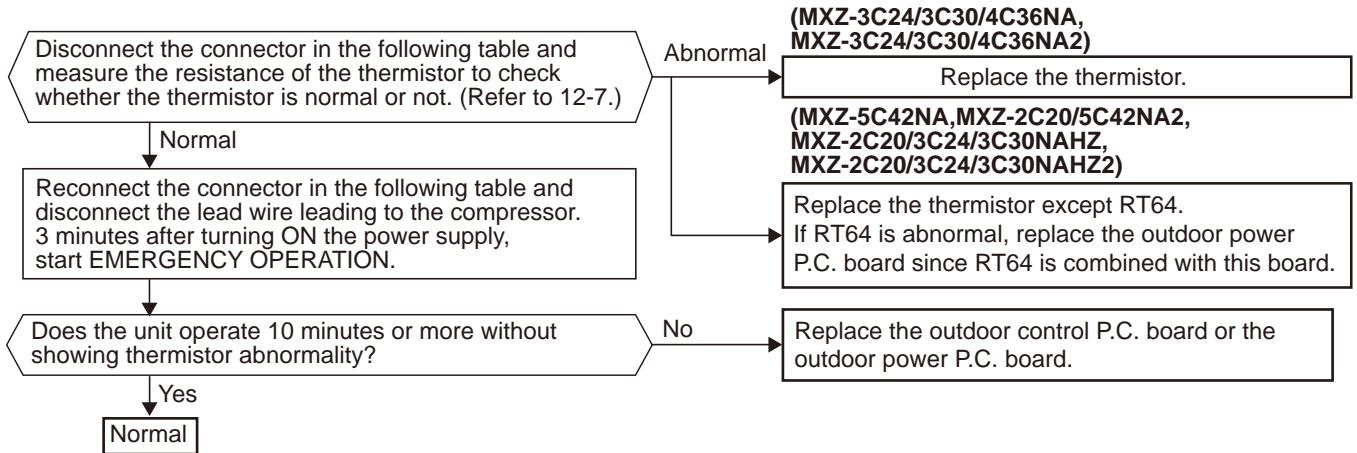 Disconnect the connector in the following table and
measure the resistance of the thermistor to check
whether the thermistor is normal or not. (Refer to 12-7.)
Abnormal
(MXZ-3C24/3C30/4C36NA,
MXZ-3C24/3C30/4C36NA2)
Replace the thermistor.
(MXZ-5C42NA,MXZ-2C20/5C42NA2,
MXZ-2C20/3C24/3C30NAHZ,
MXZ-2C20/3C24/3C30NAHZ2)
Replace the thermistor except RT64.
If RT64 is abnormal, replace the outdoor power
P.C. board since RT64 is combined with this board.
Normal
Reconnect the connector in the following table and
disconnect the lead wire leading to the compressor.
3 minutes after turning ON the power supply,
start EMERGENCY OPERATION.
Does the unit operate 10 minutes or more without
showing thermistor abnormality?
No
Replace the outdoor control P.C. board or the
outdoor power P.C. board.
Yes
Normal